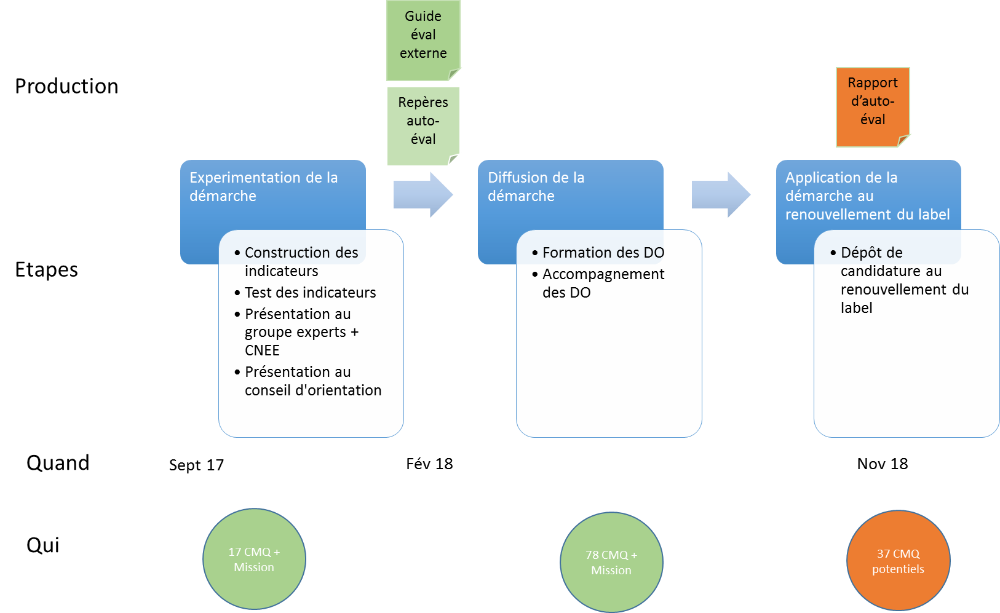 Production
Guide
éval
externe
Repères
auto-
éval
Rapport
d'auto-
éval
Etapes
Experimentation de la
démarche
• Construction des
indicateurs
• Test des indicateurs
• Présentation au
groupe experts +
CNEE
• Présentation au
conseil d'orientation
Diffusion de la
démarche
• Formation des DO
• Accompagnement
des DO
Application de la
démarche au
renouvellement du label
• Dépôt de
candidature au
renouvellement du
label
Quand
Sept 17
Fév 18
Nov 18
Qui
17 CMQ +
Mission
78 CMQ +
Mission
37 CMQ
potentiels